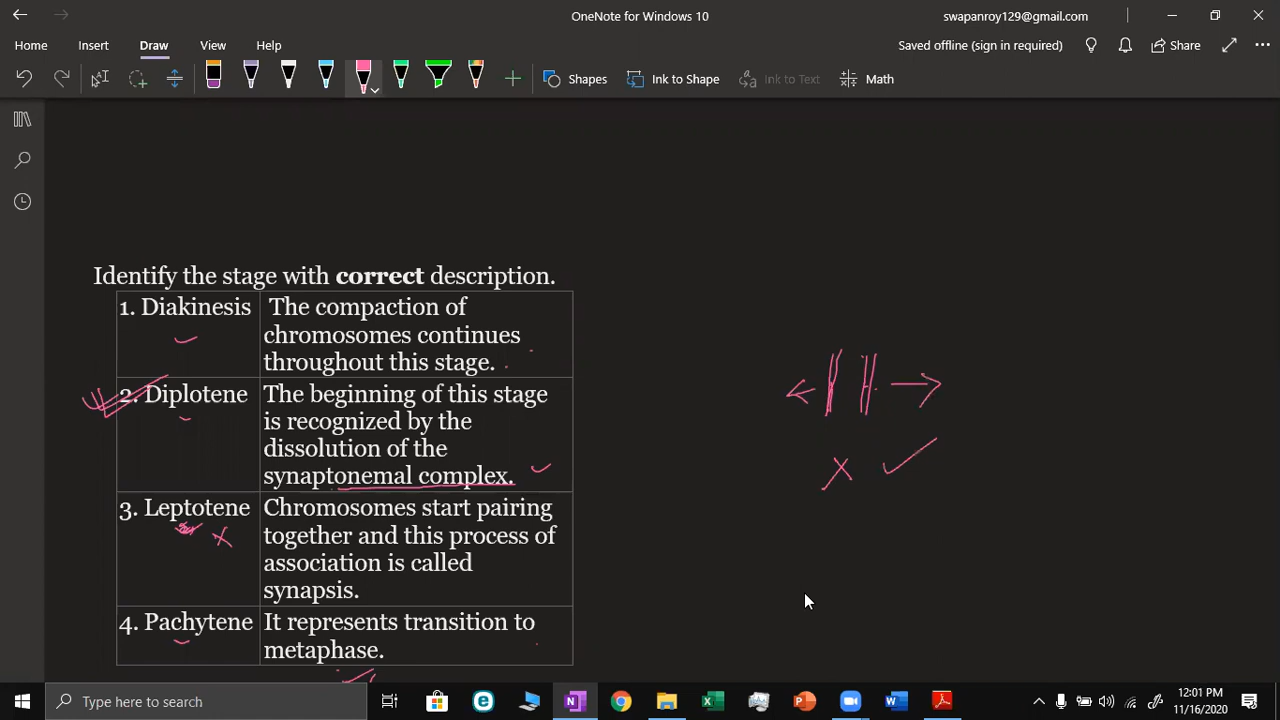 OneNote for Windows 10
swapanroy129@gmail.com
Home Insert Draw View Help
Saved offline (sign in required)
Share
Shapes
Ink to Shape
Ink to Text
Math
Identify the stage with correct description.
1. Diakinesis
The compaction of
chromosomes continues
throughout this stage.
2. Diplotene
The beginning of this stage
is recognized by the
dissolution of the
synaptonemal complex.
3. Leptotene
Chromosomes start pairing
together and this process of
association is called
synapsis.
4. Pachytene
It represents transition to
metaphase.
Type here to search
12:01 PM
11/16/2020